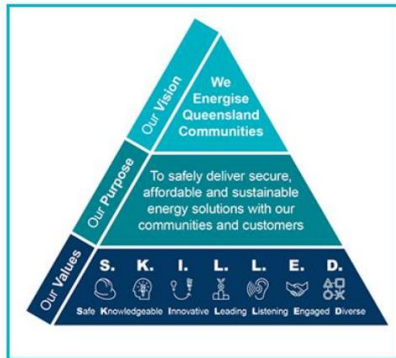 Our Vision
We
Energise
Queensland
Communities
Our Purpose
To safely deliver secure,
affordable and sustainable
energy solutions with our
communities and customers
Our Values
S. K. I. L. L. E. D.
Safe Knowledgeable Innovative Leading Listening Engaged Diverse